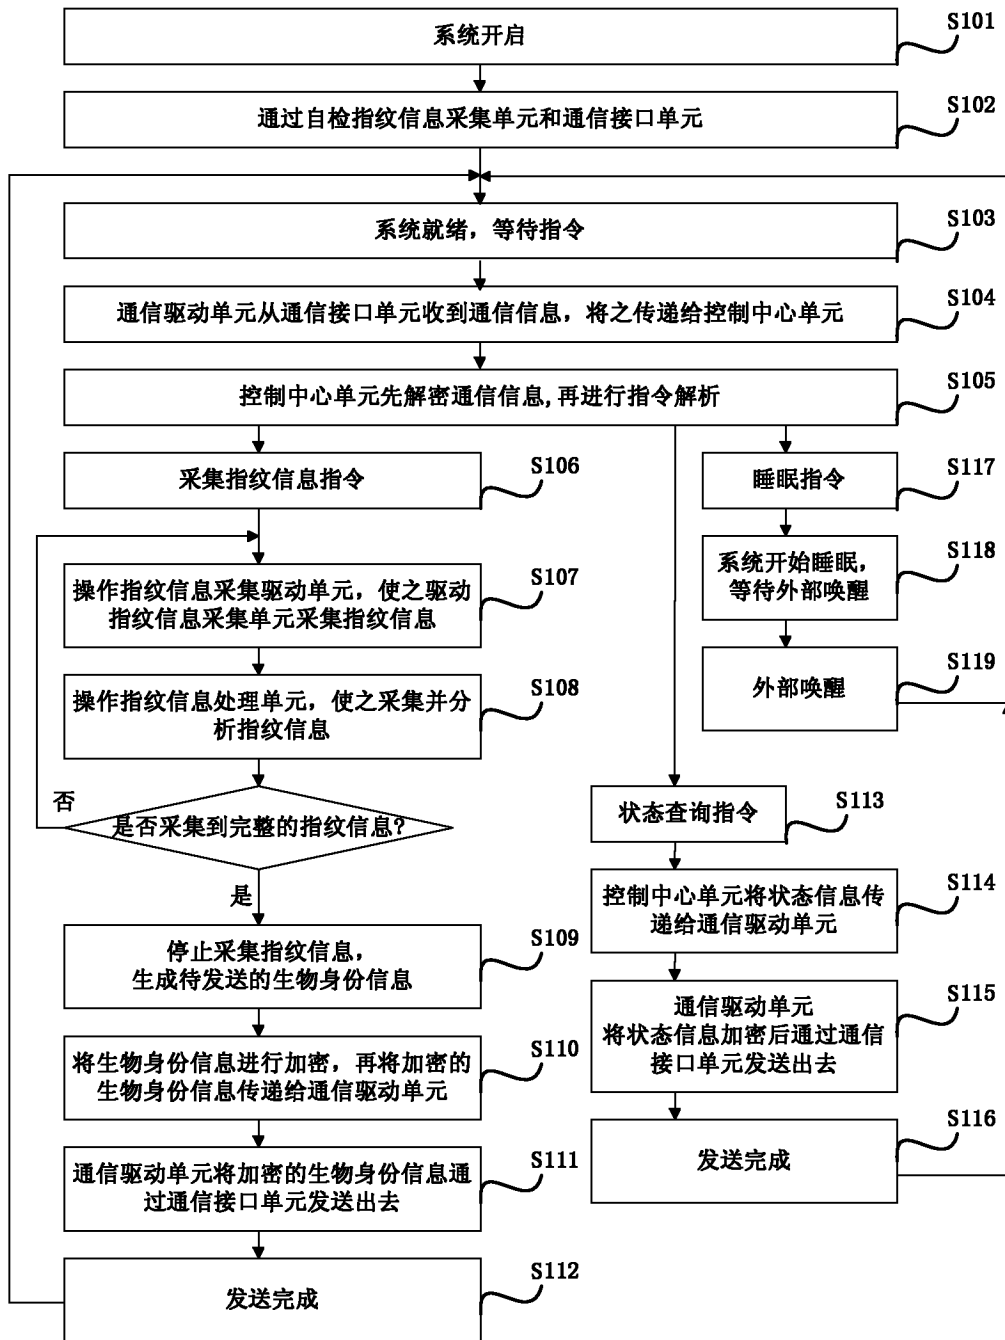 系统开启
S101
通过自检指纹信息采集单元和通信接口单元
S102
系统就绪，等待指令
S103
通信驱动单元从通信接口单元收到通信信息，将之传递给控制中心单元
S104
控制中心单元先解密通信信息,再进行指令解析
S105
采集指纹信息指令
S106
操作指纹信息采集驱动单元，使之驱动
指纹信息采集单元采集指纹信息
S107
操作指纹信息处理单元，使之采集并分
析指纹信息
S108
否
是否采集到完整的指纹信息?
是
停止采集指纹信息，
生成待发送的生物身份信息
S109
将生物身份信息进行加密，再将加密的
生物身份信息传递给通信驱动单元
S110
通信驱动单元将加密的生物身份信息通
过通信接口单元发送出去
S111
发送完成
S112
状态查询指令
S113
控制中心单元将状态信息传
递给通信驱动单元
S114
通信驱动单元
将状态信息加密后通过通信
接口单元发送出去
S115
发送完成
S116
睡眠指令
S117
系统开始睡眠，
等待外部唤醒
S118
外部唤醒
S119